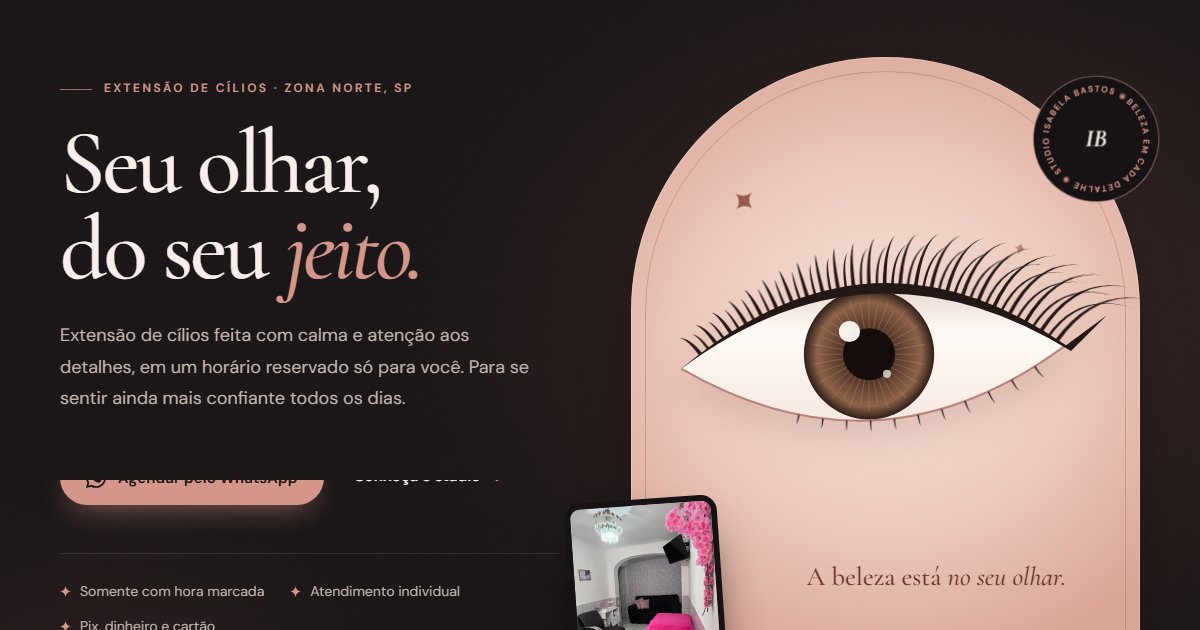 EXTENSÃO DE CÍLIOS · ZONA NORTE, SP
Seu olhar,
do seu jeito.
Extensão de cílios feita com calma e atenção aos
detalhes, em um horário reservado só para você. Para se
sentir ainda mais confiante todos os dias.
Agendar pelo WhatsApp
Somente com hora marcada
Atendimento individual
Pix, dinheiro e cartão
STUDIO ISABELA BASTOS
BELEZA EM CADA DETALHE
IB
A beleza está no seu olhar.